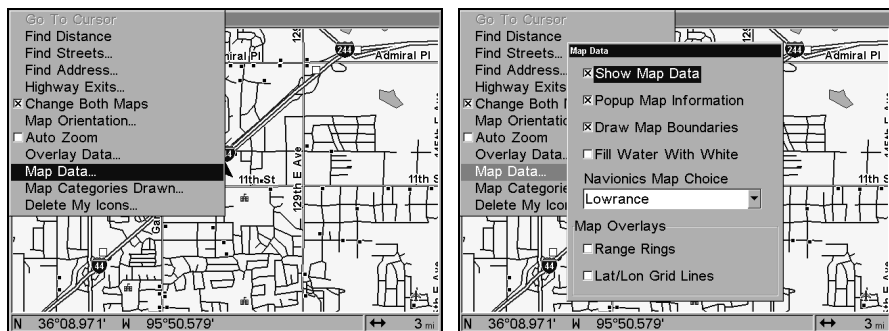 Go To Cursor
Find Distance
Find Streets...
Find Address...
Highway Exits...
Change Both Maps
Map Orientation...
Auto Zoom
Overlay Data...
Map Data...
Map Categories Drawn...
Delete My Icons...
244
Admiral Pl
11th St
129th E Ave
11th S
44
N 36°08.971' W 95°50.579' 3 mi
Go To Cursor
Find Distance
Find Streets...
Find Address...
Highway Exits
Change Both
Map Orientatio
Auto Zoom
Overlay Data..
Map Data...
Map Categorie
Delete My Icon
Map Data
Show Map Data
Popup Map Information
Draw Map Boundaries
Fill Water With White
Navionics Map Choice
Lowrance
Map Overlays
Range Rings
Lat/Lon Grid Lines
244
Admiral Pl
11th S
44
N 36°08.971' W 95°50.579' 3 mi